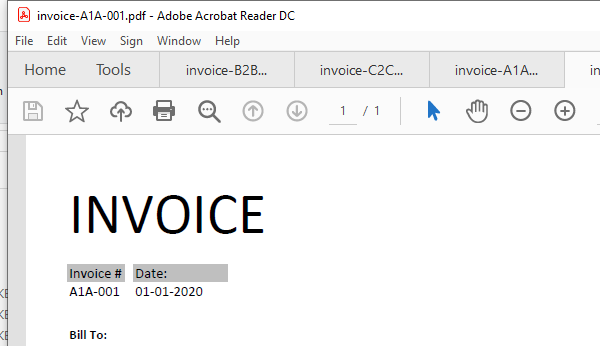 invoice-A1A-001.pdf - Adobe Acrobat Reader DC
File Edit View Sign Window Help
Home Tools invoice-B2B... invoice-C2C... invoice-A1A... in
1 / 1
INVOICE
Invoice # Date:
A1A-001 01-01-2020
Bill To: